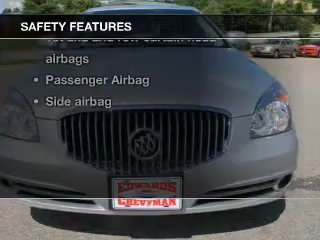 SAFETY FEATURES
airbags
• Passenger Airbag
• Side airbag
EDWARDS
CHEVYMAN